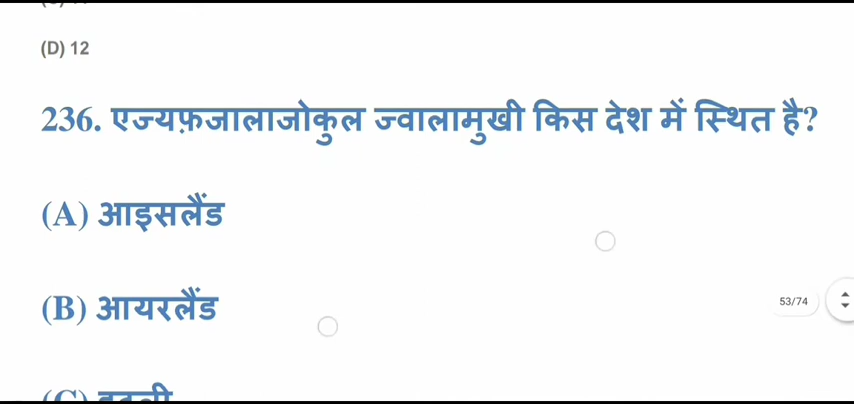 (D) 12
236. एज्यफ़जालाजोकुल ज्वालामुखी किस देश में स्थित है?
(A) आइसलैंड
(B) आयरलैंड
53/74